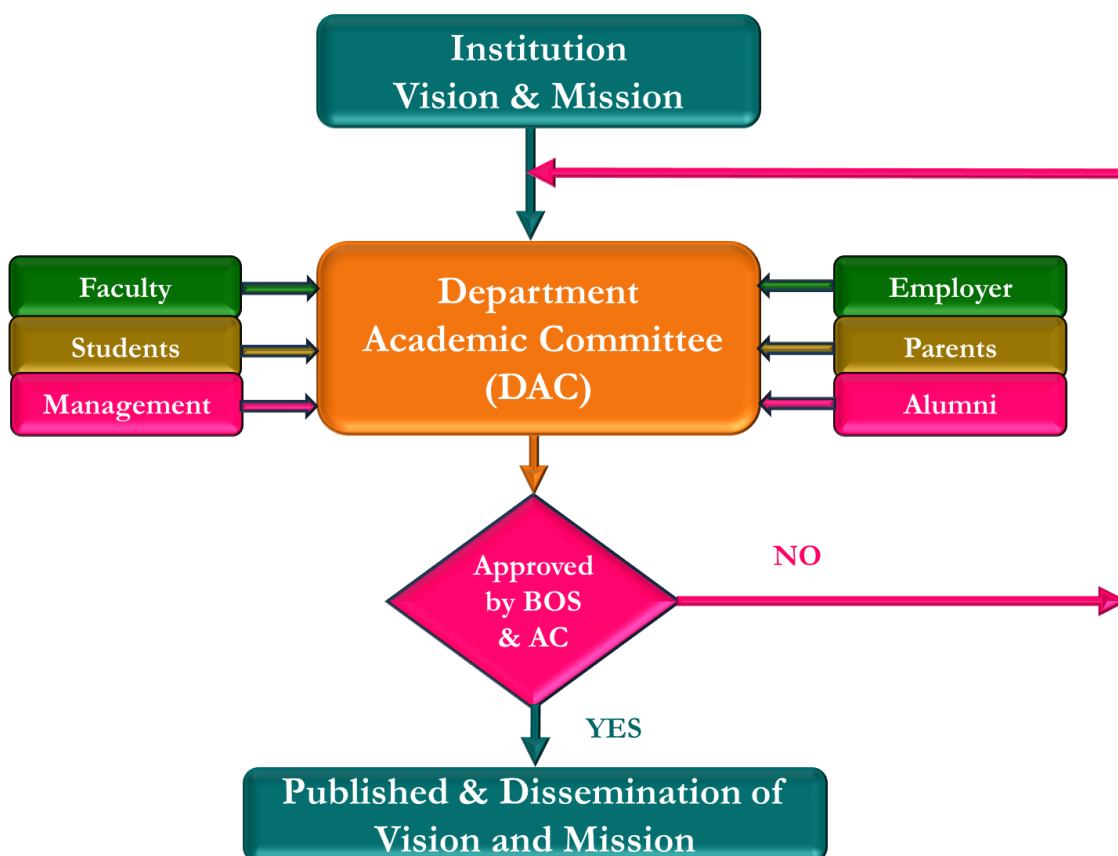 Institution
Vision & Mission
Faculty
Students
Management
Department
Academic Committee
(DAC)
Employer
Parents
Alumni
Approved
by BOS
& AC
NO
YES
Published & Dissemination of
Vision and Mission